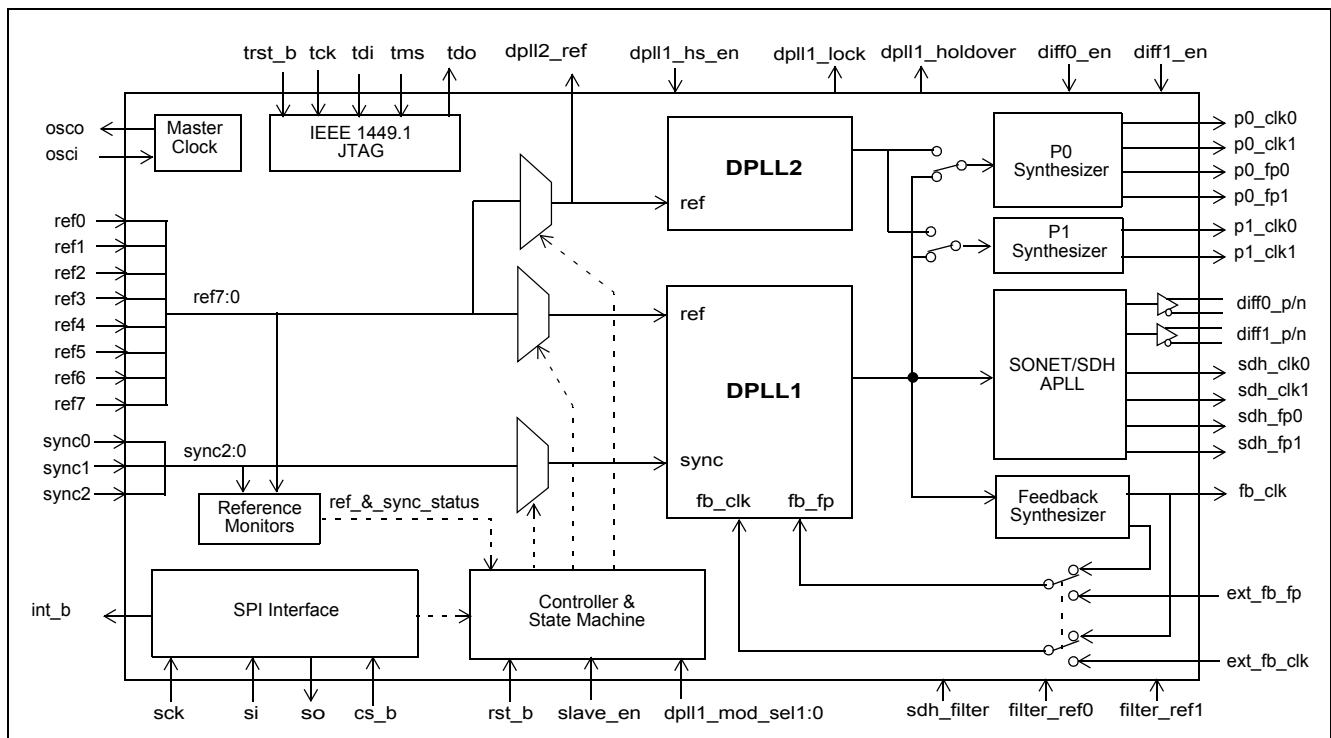 trst_b tck tdi tms tdo dpll2_ref dpll1_hs_en dpll1_lock dpll1_holdover diff0_en diff1_en
osco
osci
Master
Clock
IEEE 1449.1
JTAG
ref0
ref1
ref2
ref3
ref4
ref5
ref6
ref7
ref7:0
sync0
sync1
sync2
sync2:0
Reference
Monitors
ref_&_sync_status
DPLL2
ref
DPLL1
ref
sync
fb_clk fb_fp
P0
Synthesizer
P1
Synthesizer
SONET/SDH
APLL
Feedback
Synthesizer
p0_clk0
p0_clk1
p0_fp0
p0_fp1
p1_clk0
p1_clk1
diff0_p/n
diff1_p/n
sdh_clk0
sdh_clk1
sdh_fp0
sdh_fp1
fb_clk
ext_fb_fp
ext_fb_clk
int_b
SPI Interface
Controller &
State Machine
sck si so cs_b rst_b slave_en dpll1_mod_sel1:0 sdh_filter filter_ref0 filter_ref1